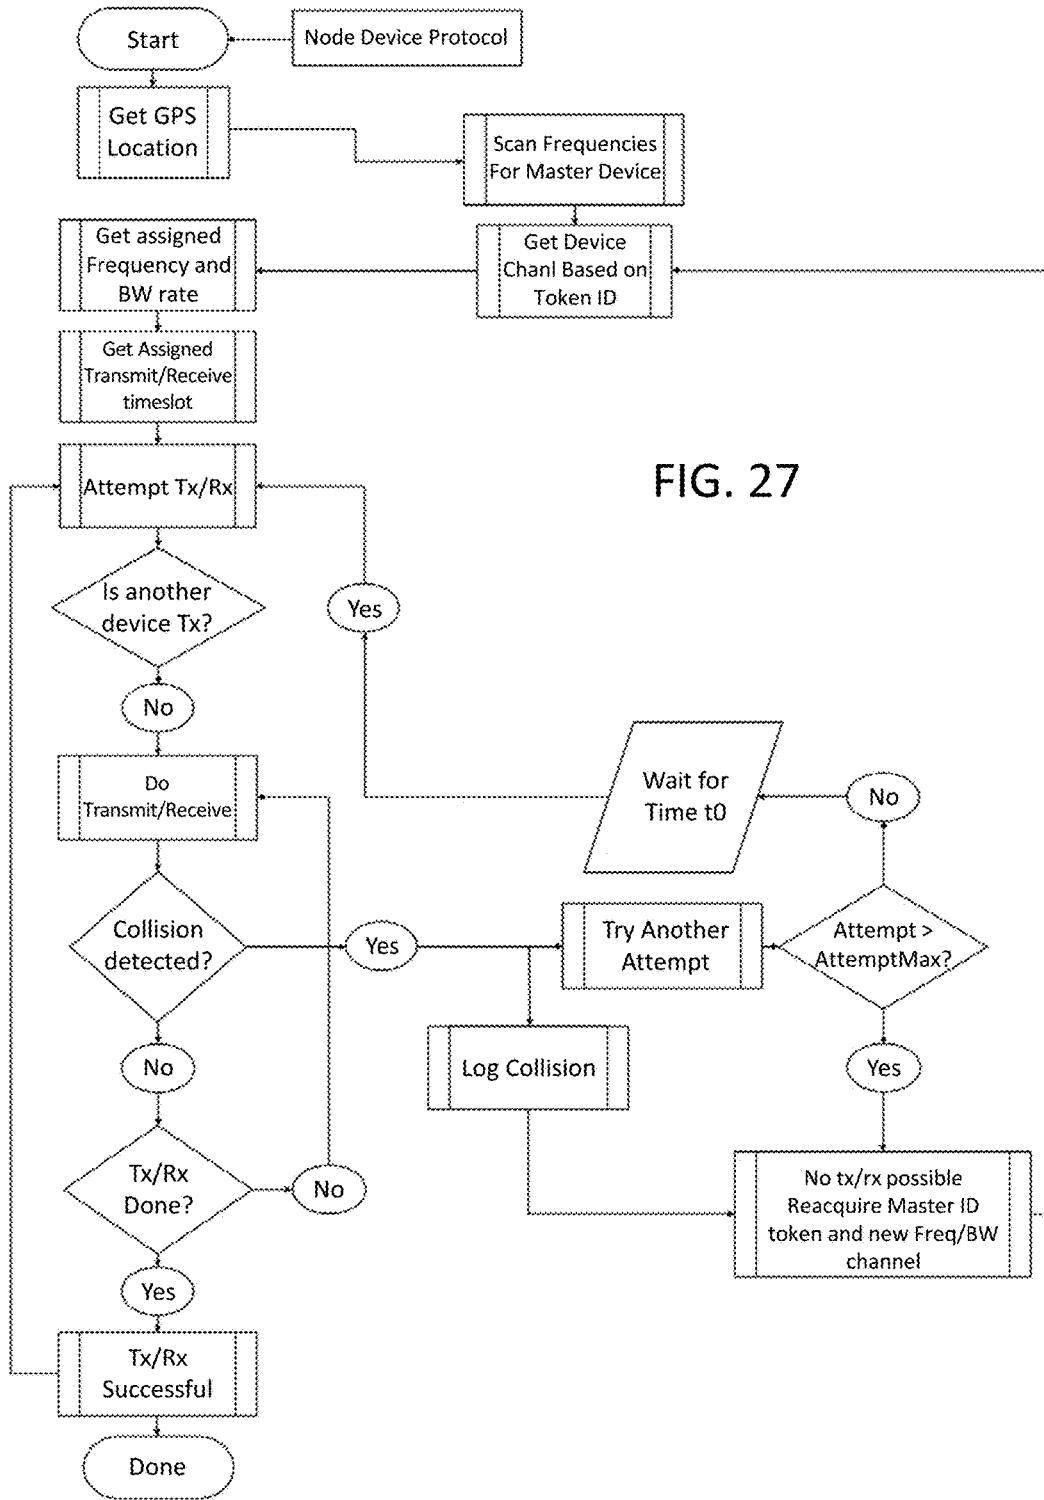 Start
Node Device Protocol
Get GPS
Location
Scan Frequencies
For Master Device
Get assigned
Frequency and
BW rate
Get Device
Chanl Based on
Token ID
Get Assigned
Transmit/Receive
timeslot
Attempt Tx/Rx
FIG. 27
Is another
device Tx?
Yes
No
Do
Transmit/Receive
Wait for
Time t0
No
Collision
detected?
Yes
Try Another
Attempt
Attempt >
AttemptMax?
No
Log Collision
Yes
Tx/Rx
Done?
No
No tx/rx possible
Reacquire Master ID
token and new Freq/BW
channel
Yes
Tx/Rx
Successful
Done